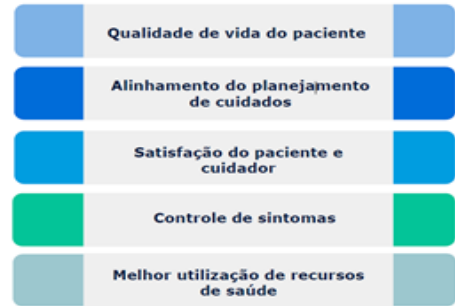 Qualidade de vida do paciente
Alinhamento do planejamento
de cuidados
Satisfação do paciente e
cuidador
Controle de sintomas
Melhor utilização de recursos
de saúde